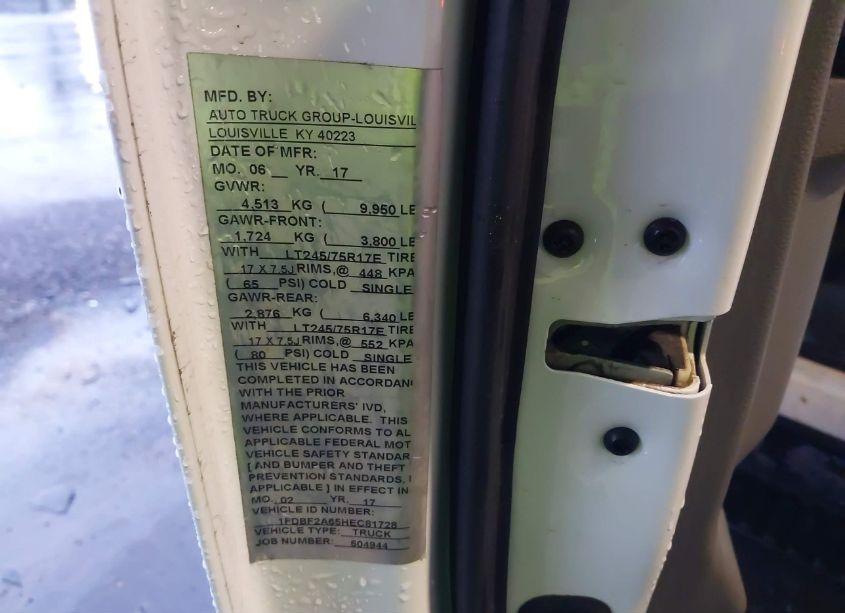 MFD. BY:
AUTO TRUCK GROUP-LOUISVIL
LOUISVILLE KY 40223
DATE OF MFR:
MO. 06 YR. 17
GVWR:
4,513 KG ( 9,950 LB
GAWR-FRONT:
1,724 KG ( 3,800 LB
WITH LT245/75R17E TIRE
17 X 7.5J RIMS,@ 448 KPA
( 65 PSI) COLD SINGLE
GAWR-REAR:
2,876 KG ( 6,340 LB
WITH LT245/75R17E TIRE
17 X 7.5J RIMS,@ 552 KPA
( 80 PSI) COLD SINGLE
THIS VEHICLE HAS BEEN
COMPLETED IN ACCORDANC
WITH THE PRIOR
MANUFACTURERS' IVD,
WHERE APPLICABLE. THIS
VEHICLE CONFORMS TO AL
APPLICABLE FEDERAL MOT
VEHICLE SAFETY STANDAR
[ AND BUMPER AND THEFT
PREVENTION STANDARDS, I
APPLICABLE ] IN EFFECT IN
MO. 02 YR. 17
VEHICLE ID NUMBER:
1FDBF2A65HEC81728
VEHICLE TYPE: TRUCK
JOB NUMBER: 504944